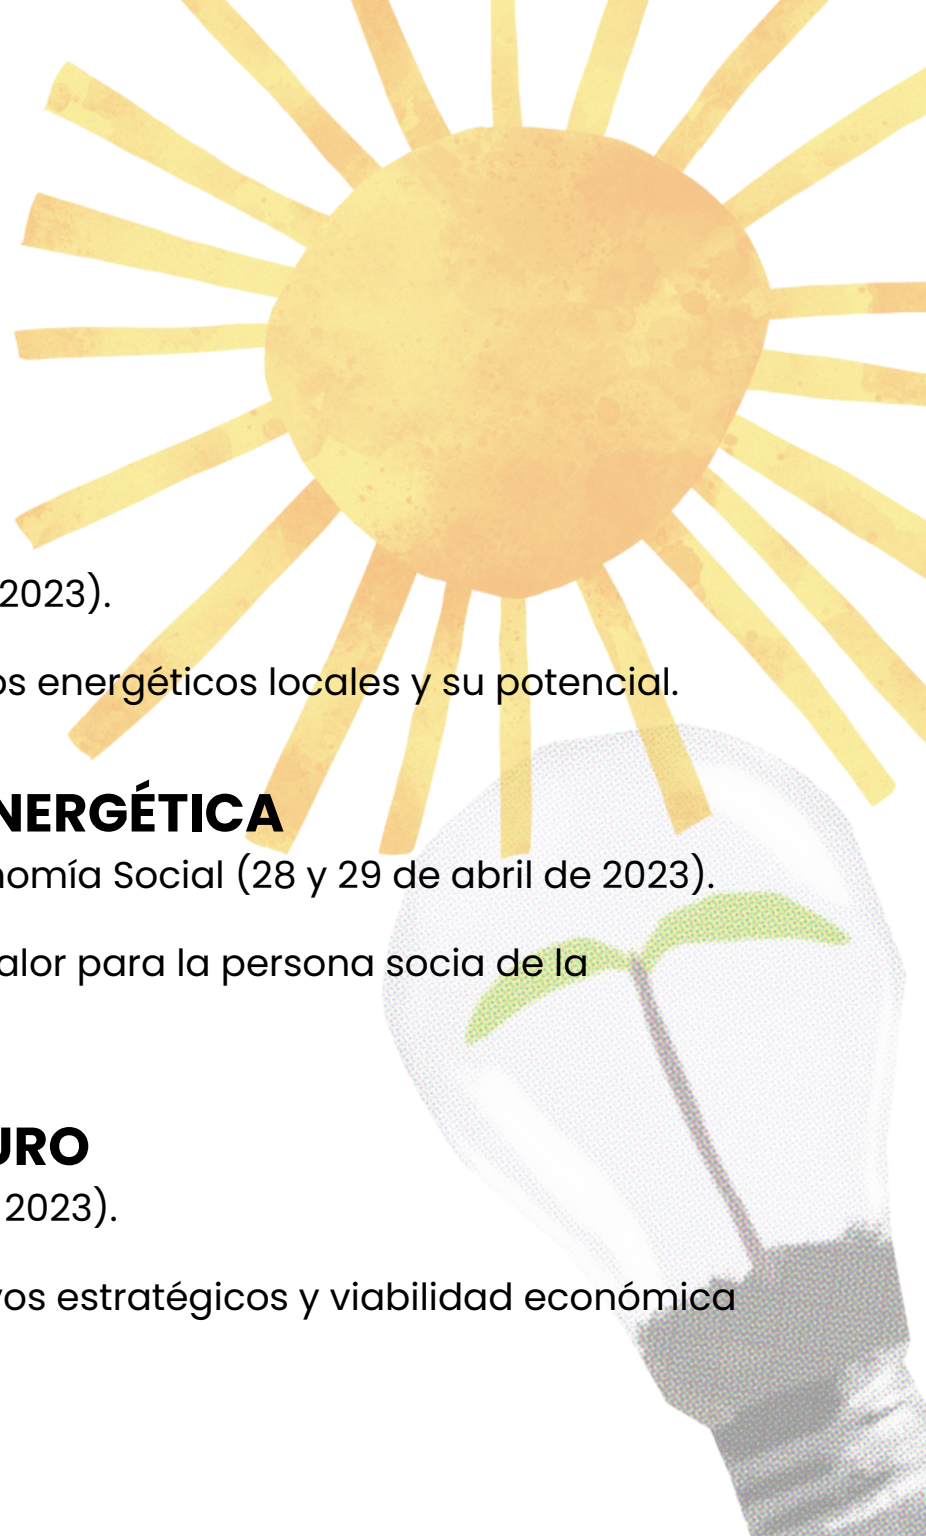 2023).
os energéticos locales y su potencial.
NERGÉTICA
nomía Social (28 y 29 de abril de 2023).
alor para la persona socia de la
URO
2023).
vos estratégicos y viabilidad económica